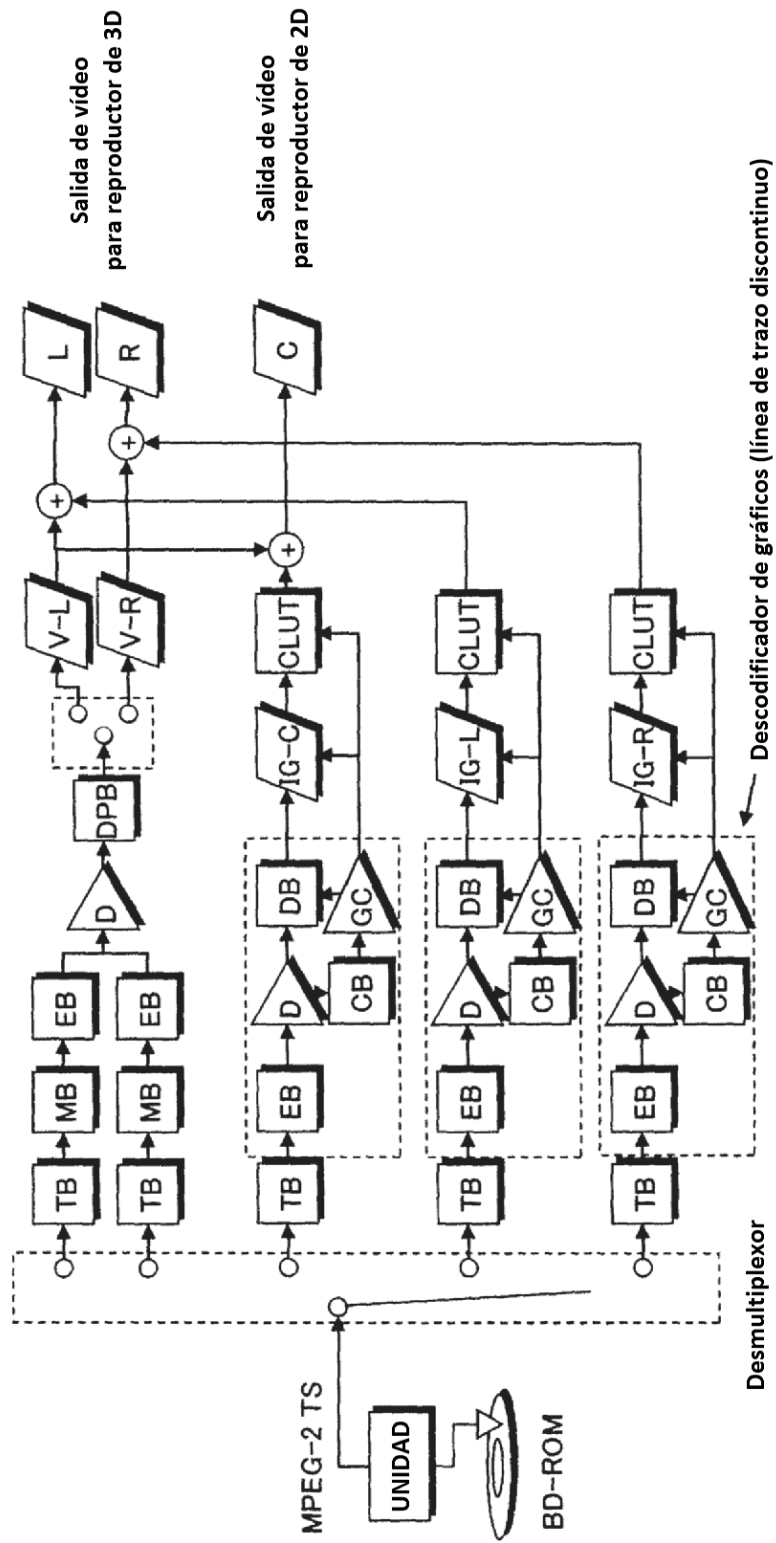 Salida de vídeo
para reproductor de 3D
Salida de vídeo
para reproductor de 2D
L
R
C
V-L
V-R
DPB
D
EB
EB
MB
MB
TB
TB
TB
EB
D
DB
CB
GC
IG-C
CLUT
TB
EB
D
DB
CB
GC
IG-L
CLUT
TB
EB
D
DB
CB
GC
IG-R
CLUT
+
+
+
MPEG-2 TS
UNIDAD
BD-ROM
Desmultiplexor
Descodificador de gráficos (línea de trazo discontinuo)